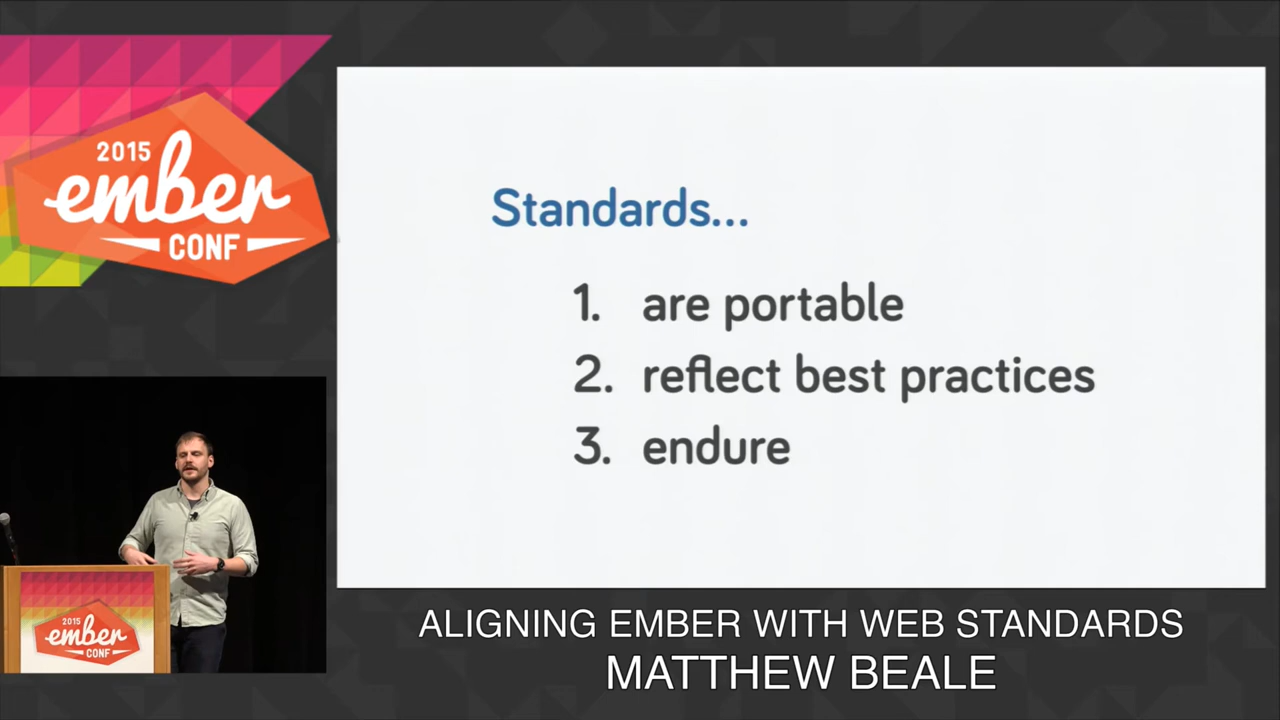 2015
ember
CONF
Standards...
1. are portable
2. reflect best practices
3. endure
2015
ember
CONF
ALIGNING EMBER WITH WEB STANDARDS
MATTHEW BEALE